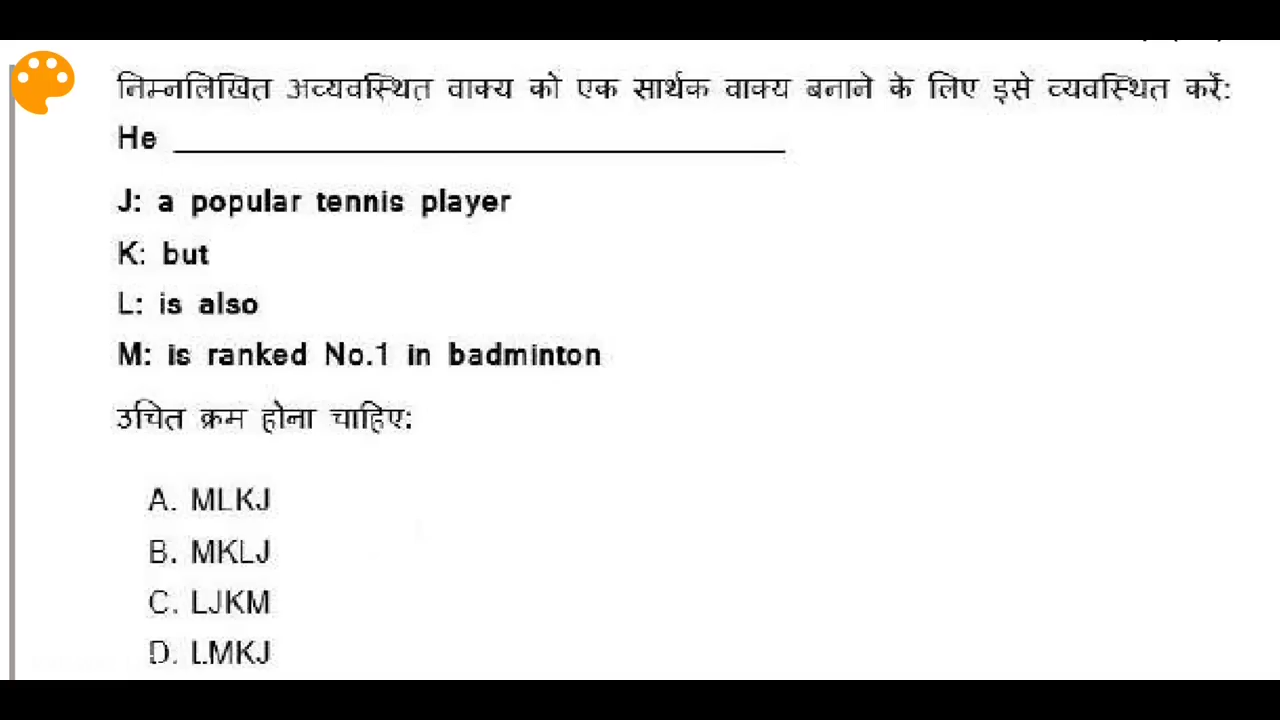 निम्नलिखित अव्यवस्थित वाक्य को एक सार्थक वाक्य बनाने के लिए इसे व्यवस्थित करें:
He ____________________
J: a popular tennis player
K: but
L: is also
M: is ranked No.1 in badminton
उचित क्रम होना चाहिए:
A. MLKJ
B. MKLJ
C. LJKM
D. LMKJ